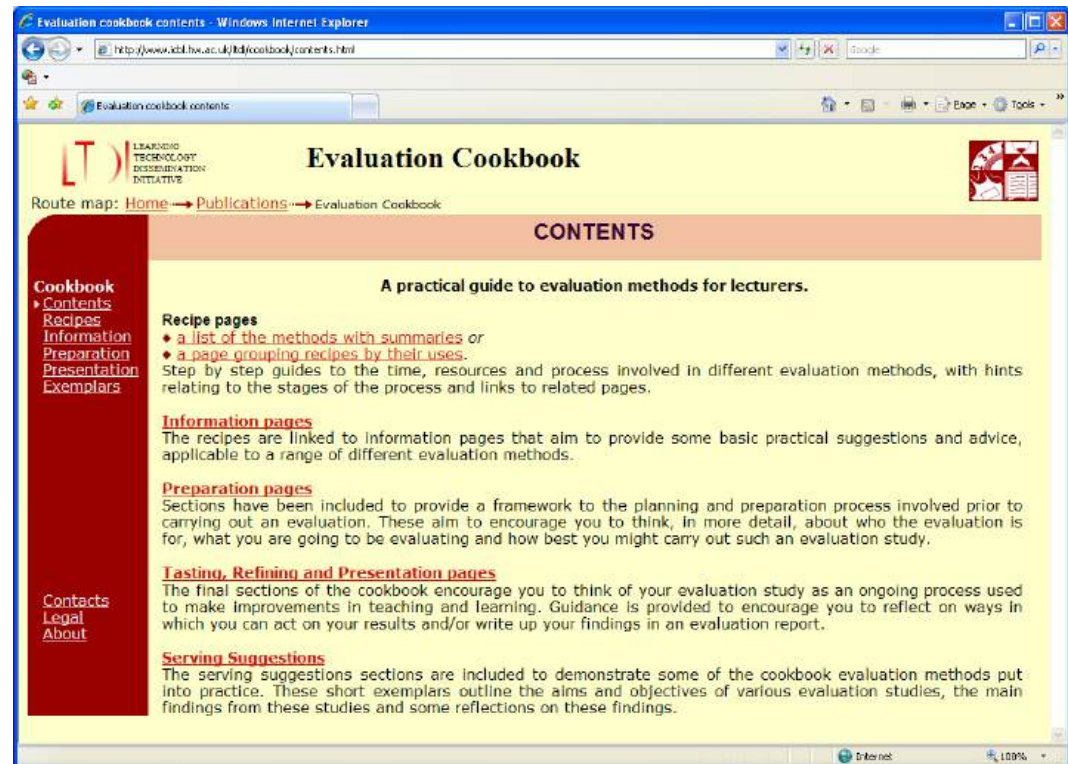 Evaluation cookbook contents - Windows Internet Explorer
http://www.icbl.hw.ac.uk/ltdi/cookbook/contents.html
Google
Evaluation cookbook contents
Page
Tools
LEARNING
TECHNOLOGY
DISSEMINATION
INITIATIVE
Evaluation Cookbook
Route map: Home Publications Evaluation Cookbook
CONTENTS
Cookbook
Contents
Recipes
Information
Preparation
Presentation
Exemplars
Contacts
Legal
About
A practical guide to evaluation methods for lecturers.
Recipe pages
a list of the methods with summaries or
a page grouping recipes by their uses.
Step by step guides to the time, resources and process involved in different evaluation methods, with hints
relating to the stages of the process and links to related pages.
Information pages
The recipes are linked to information pages that aim to provide some basic practical suggestions and advice,
applicable to a range of different evaluation methods.
Preparation pages
Sections have been included to provide a framework to the planning and preparation process involved prior to
carrying out an evaluation. These aim to encourage you to think, in more detail, about who the evaluation is
for, what you are going to be evaluating and how best you might carry out such an evaluation study.
Tasting, Refining and Presentation pages
The final sections of the cookbook encourage you to think of your evaluation study as an ongoing process used
to make improvements in teaching and learning. Guidance is provided to encourage you to reflect on ways in
which you can act on your results and/or write up your findings in an evaluation report.
Serving Suggestions
The serving suggestions sections are included to demonstrate some of the cookbook evaluation methods put
into practice. These short exemplars outline the aims and objectives of various evaluation studies, the main
findings from these studies and some reflections on these findings.
Internet
100%